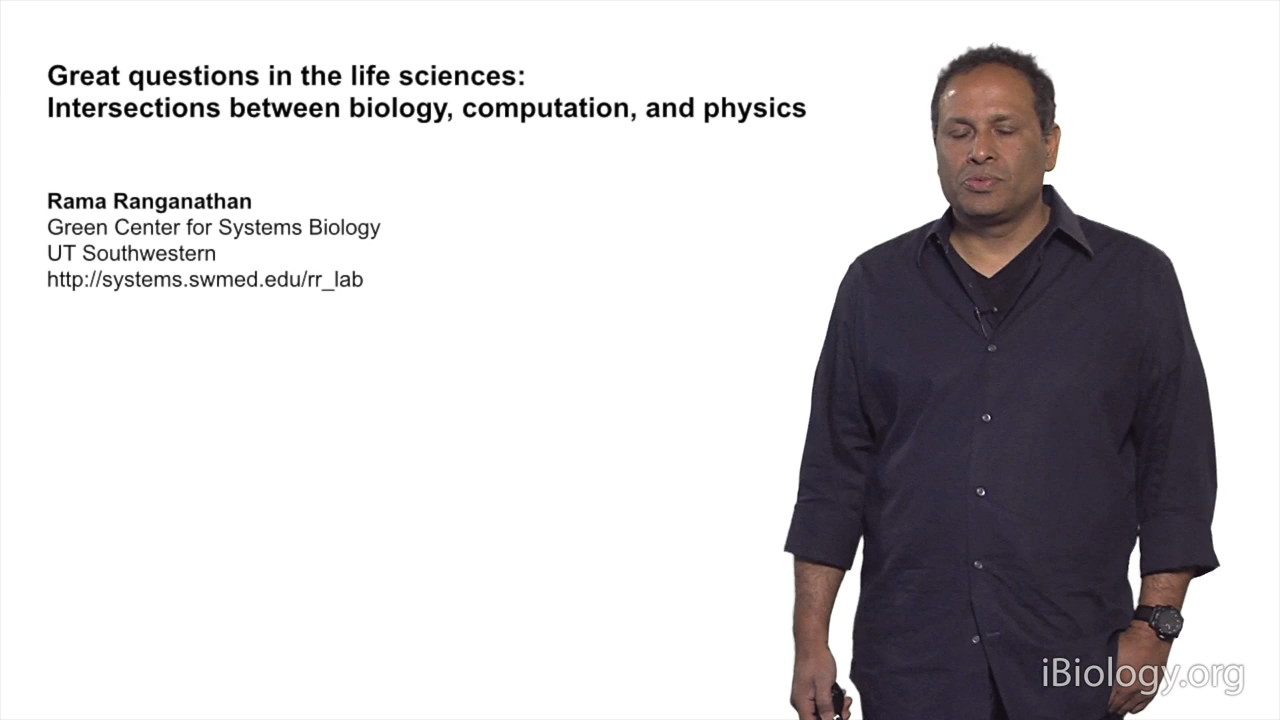 Great questions in the life sciences:
Intersections between biology, computation, and physics
Rama Ranganathan
Green Center for Systems Biology
UT Southwestern
http://systems.swmed.edu/rr_lab
iBiology.org